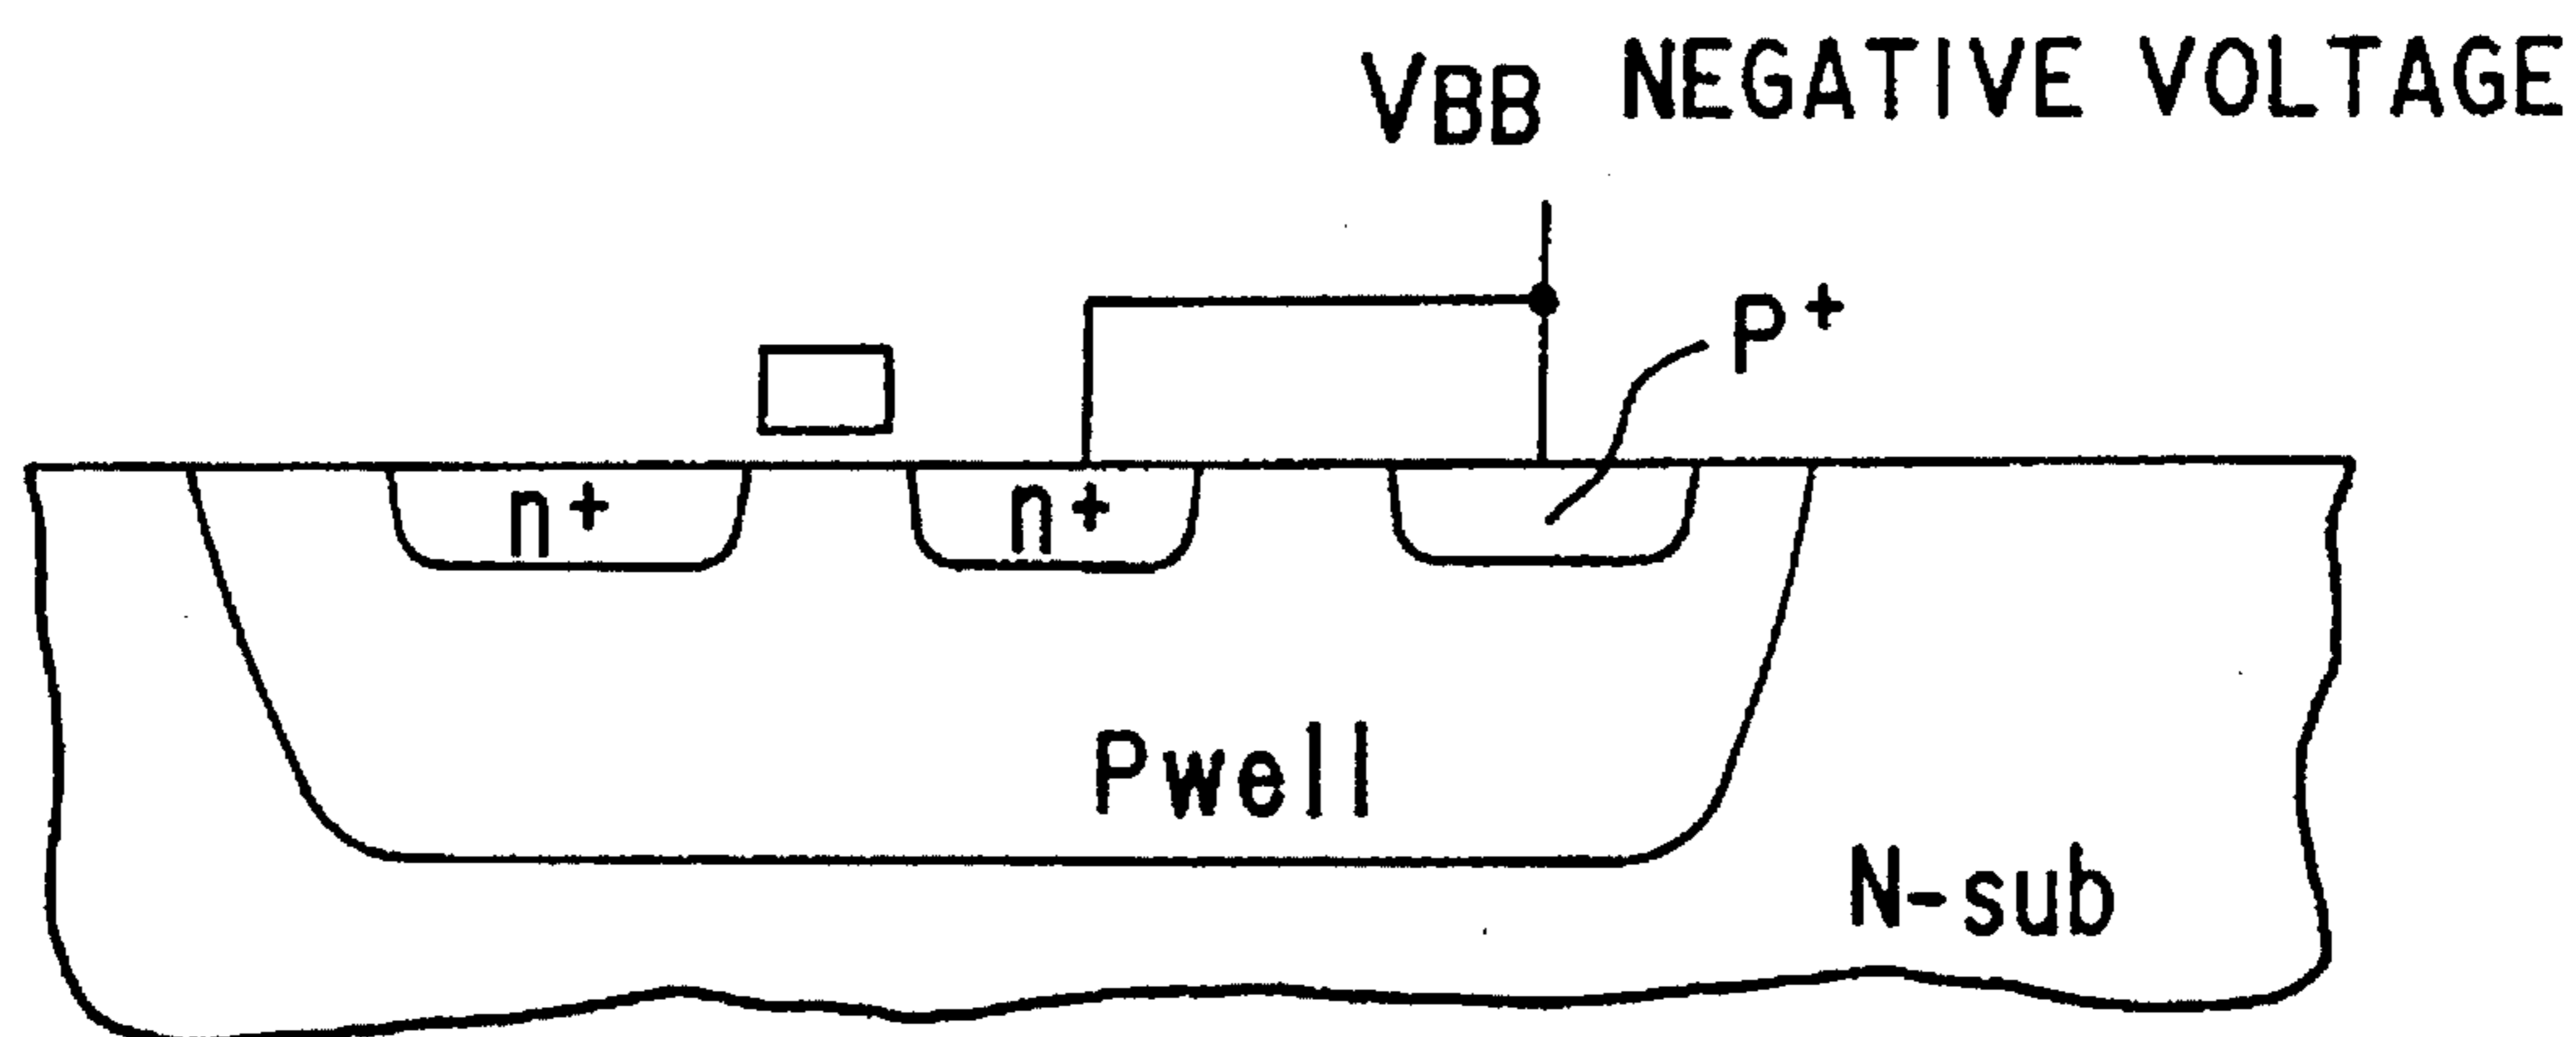 VBB NEGATIVE VOLTAGE
P+
n+ n+
Pwell
N-sub